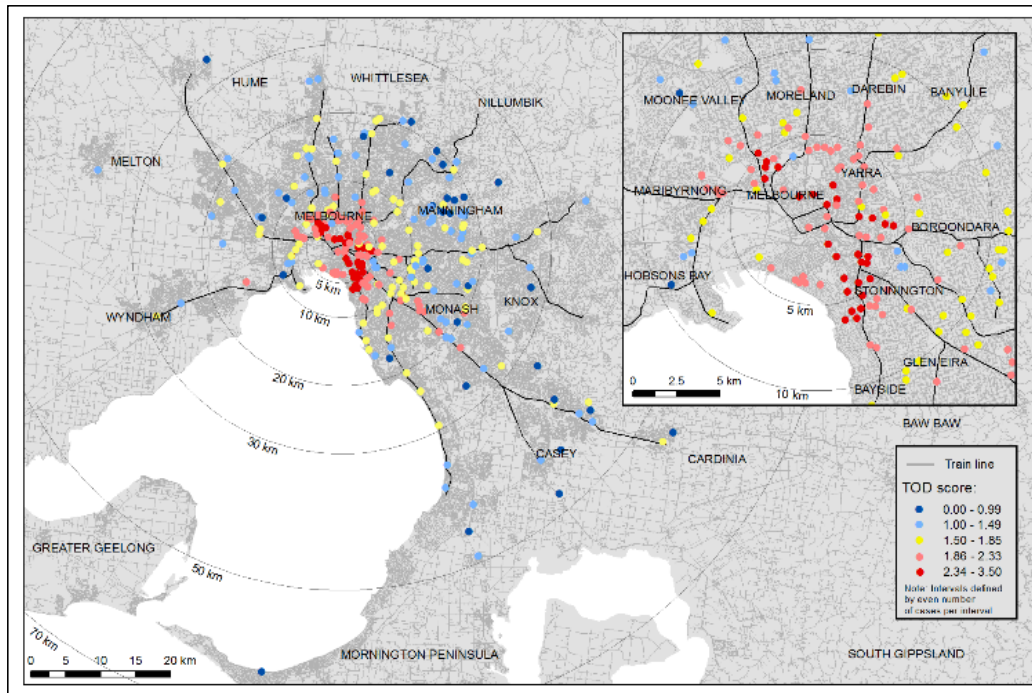 HUME
WHITTLESEA
NILLUMBIK
MELTON
MELBOURNE
MANNINGHAM
WYNDHAM
MONASH
KNOX
5 km
10 km
20 km
30 km
50 km
70 km
CASEY
CARDINIA
GREATER GEELONG
MORNINGTON PENINSULA
SOUTH GIPPSLAND
BAW BAW
0 5 10 15 20 km
MOONEE VALLEY
MORELAND
DAREBIN
BANYULE
MARIBYRNONG
MELBOURNE
YARRA
BOROONDARA
HOBSONS BAY
STONNINGTON
GLEN EIRA
BAYSIDE
5 km
10 km
0 2.5 5 km
Train line
TOD score:
0.00 - 0.99
1.00 - 1.49
1.50 - 1.85
1.86 - 2.33
2.34 - 3.50
Note: Intervals defined
by even number
of cases per interval